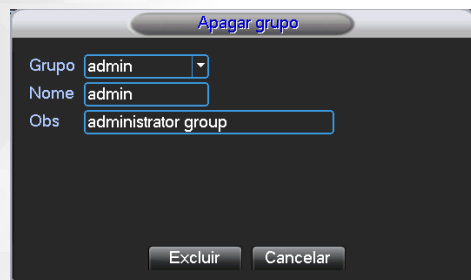 Apagar grupo
Grupo admin
Nome admin
Obs administrator group
Excluir Cancelar